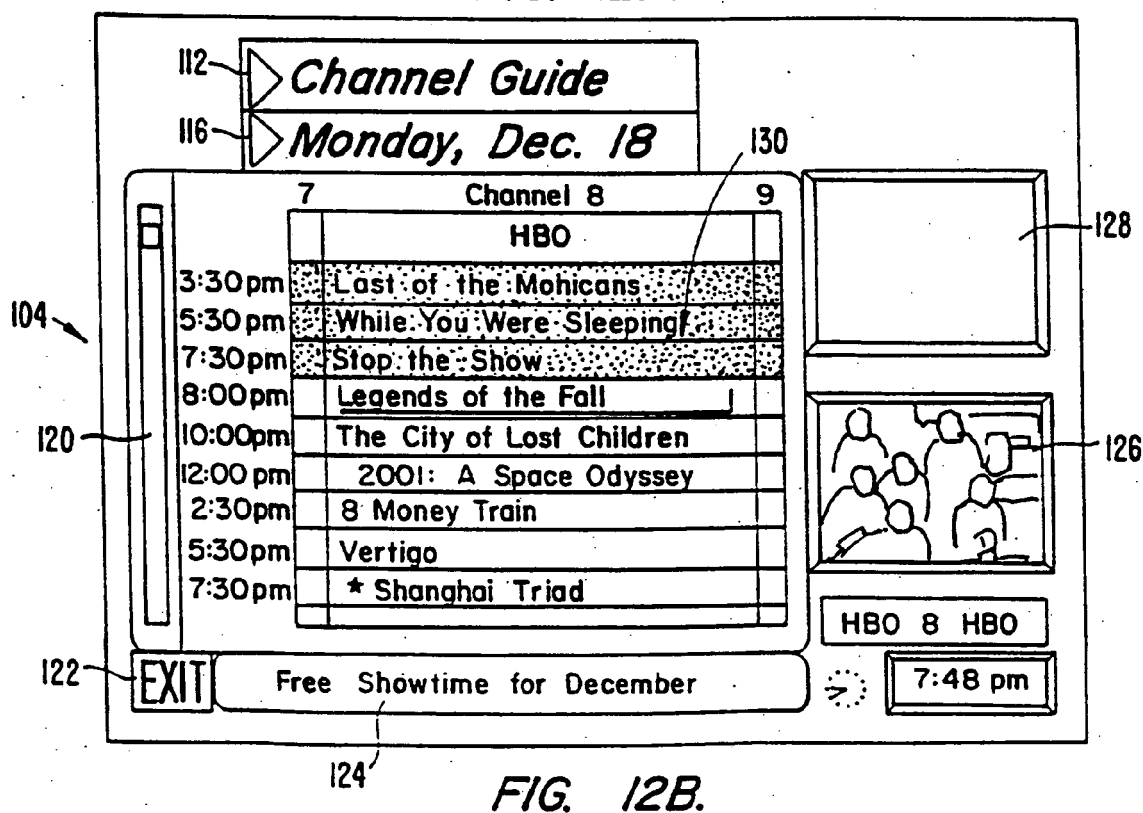 112
Channel Guide
116
Monday, Dec. 18
130
7 Channel 8 9
HBO
128
3:30pm Last of the Mohicans
104
5:30pm While You Were Sleeping
7:30pm Stop the Show
8:00pm Legends of the Fall
120
10:00pm The City of Lost Children
126
12:00 pm 2001: A Space Odyssey
2:30pm 8 Money Train
5:30pm Vertigo
7:30pm * Shanghai Triad
HBO 8 HBO
122
EXIT Free Showtime for December
7:48 pm
124
FIG. 12B.